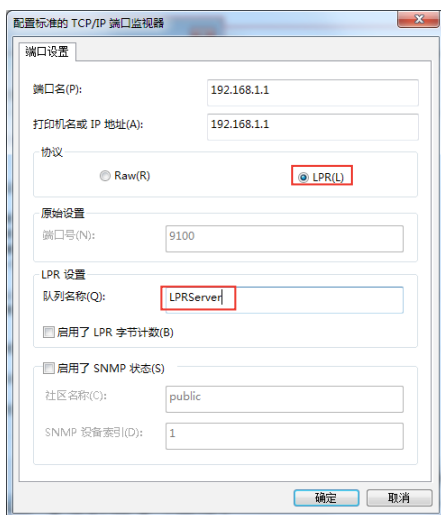 配置标准的 TCP/IP 端口监视器
端口设置
端口名(P): 192.168.1.1
打印机名或 IP 地址(A): 192.168.1.1
协议
Raw(R) LPR(L)
原始设置
端口号(N): 9100
LPR 设置
队列名称(Q): LPRServer
启用了 LPR 字节计数(B)
启用了 SNMP 状态(S)
社区名称(C): public
SNMP 设备索引(D): 1
确定 取消